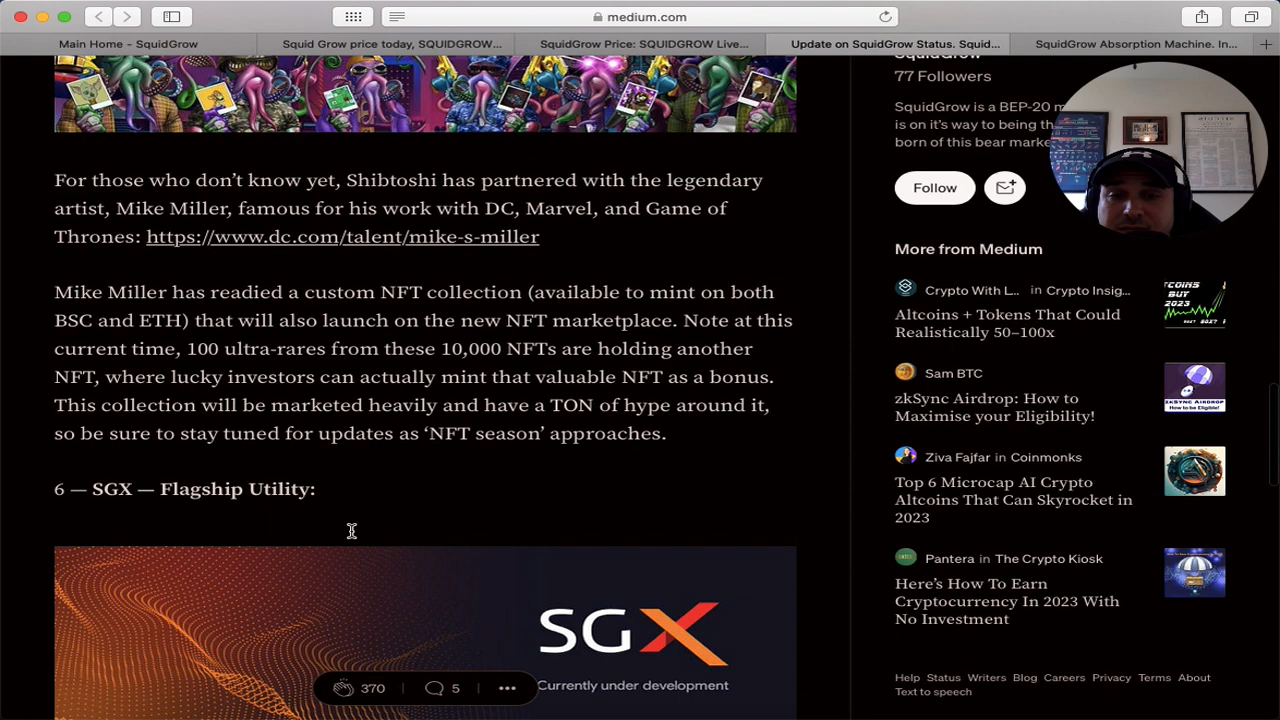 medium.com
Main Home – SquidGrow
Squid Grow price today, SQUIDGROW...
SquidGrow Price: SQUIDGROW Live...
Update on SquidGrow Status. Squid...
SquidGrow Absorption Machine. In...
77 Followers
SquidGrow is a BEP-20
is on it's way to being
born of this bear
Follow
For those who don't know yet, Shibtoshi has partnered with the legendary
artist, Mike Miller, famous for his work with DC, Marvel, and Game of
Thrones: https://www.dc.com/talent/mike-s-miller
Mike Miller has readied a custom NFT collection (available to mint on both
BSC and ETH) that will also launch on the new NFT marketplace. Note at this
current time, 100 ultra-rares from these 10,000 NFTs are holding another
NFT, where lucky investors can actually mint that valuable NFT as a bonus.
This collection will be marketed heavily and have a TON of hype around it,
so be sure to stay tuned for updates as ‘NFT season’ approaches.
6 — SGX — Flagship Utility:
SGX
Currently under development
370
5
More from Medium
Crypto With L... in Crypto Insig...
Altcoins + Tokens That Could
Realistically 50–100x
Sam BTC
zkSync Airdrop: How to
Maximise your Eligibility!
Ziva Fajfar in Coinmonks
Top 6 Microcap AI Crypto
Altcoins That Can Skyrocket in
2023
Pantera in The Crypto Kiosk
Here's How To Earn
Cryptocurrency In 2023 With
No Investment
Help Status Writers Blog Careers Privacy Terms About
Text to speech